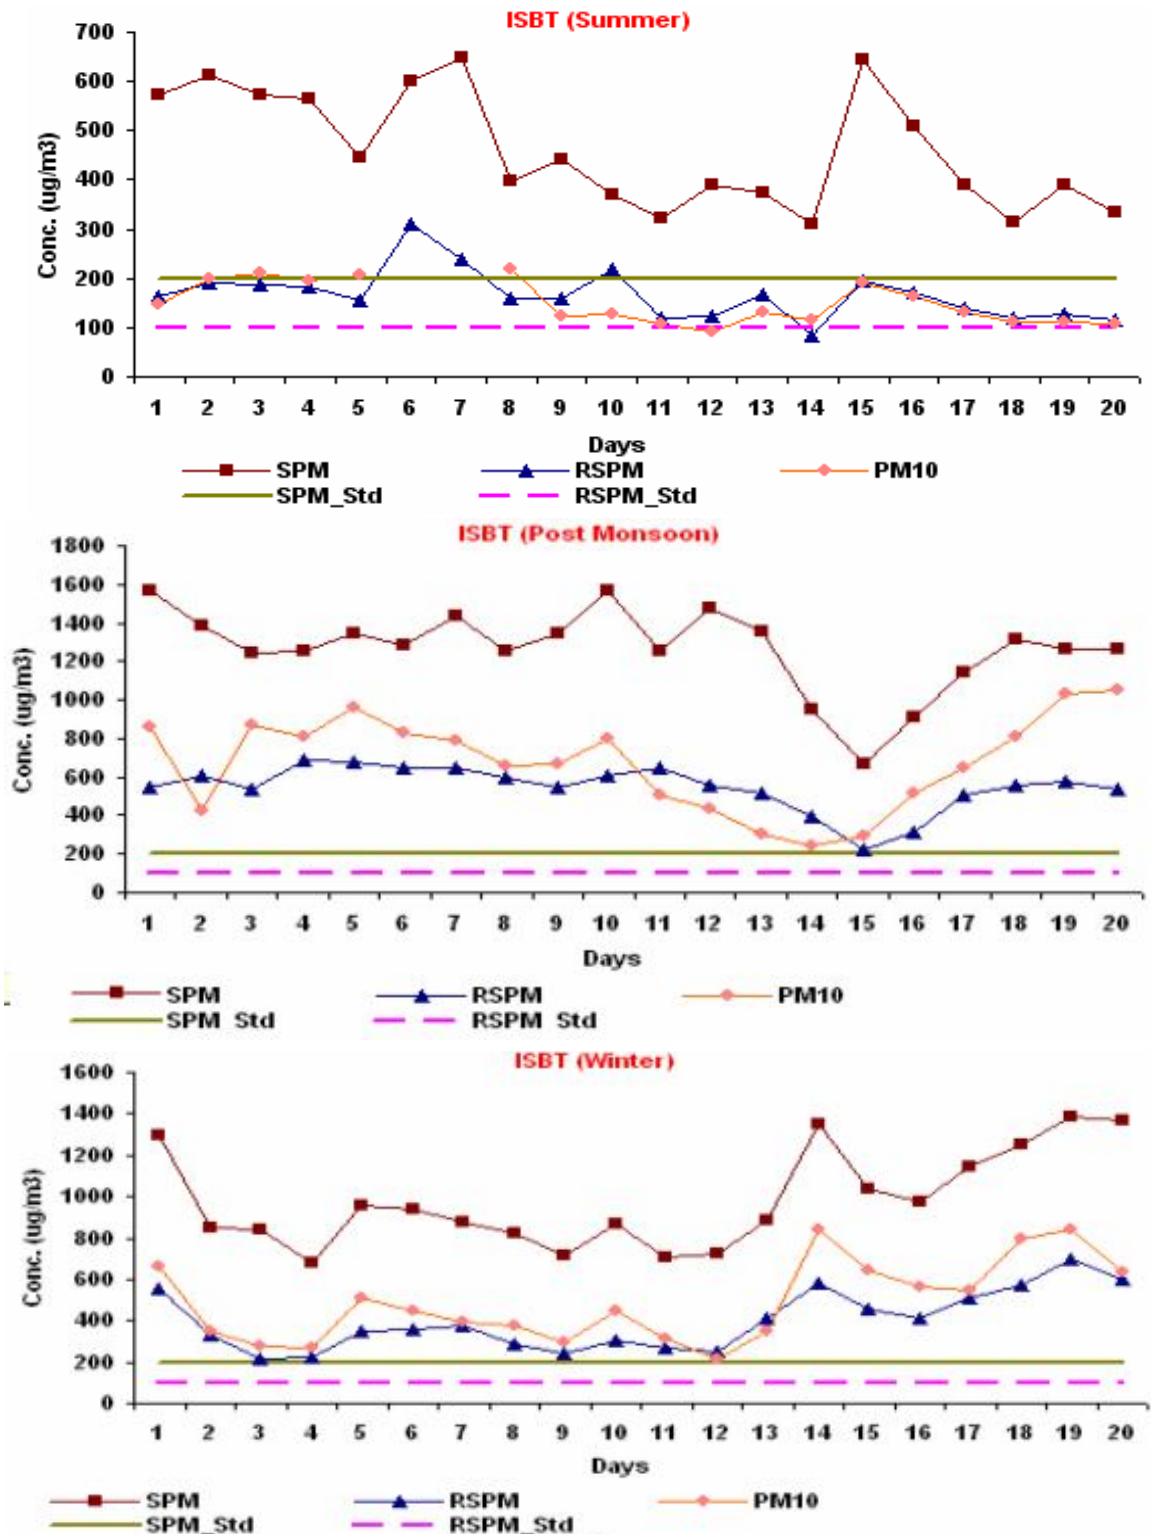 ISBT (Summer)
700
600
500
400
300
200
100
0
Conc. (ug/m3)
1 2 3 4 5 6 7 8 9 10 11 12 13 14 15 16 17 18 19 20
Days
SPM RSPM PM10
SPM_Std RSPM_Std
ISBT (Post Monsoon)
1800
1600
1400
1200
1000
800
600
400
200
0
Conc. (ug/m3)
1 2 3 4 5 6 7 8 9 10 11 12 13 14 15 16 17 18 19 20
Days
SPM RSPM PM10
SPM Std RSPM Std
ISBT (Winter)
1600
1400
1200
1000
800
600
400
200
0
Conc. (ug/m3)
1 2 3 4 5 6 7 8 9 10 11 12 13 14 15 16 17 18 19 20
Days
SPM RSPM PM10
SPM_Std RSPM_Std